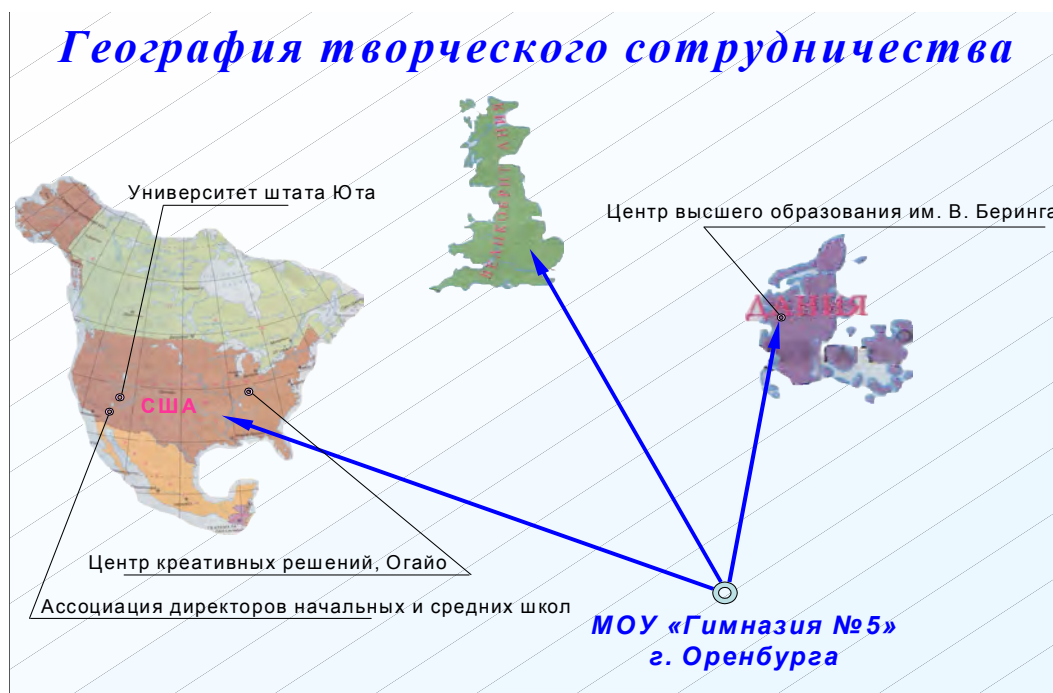 География творческого сотрудничества
Университет штата Юта
Центр высшего образования им. В. Беринга
ДАНИЯ
США
Центр креативных решений, Огайо
Ассоциация директоров начальных и средних школ
МОУ «Гимназия №5»
г. Оренбурга